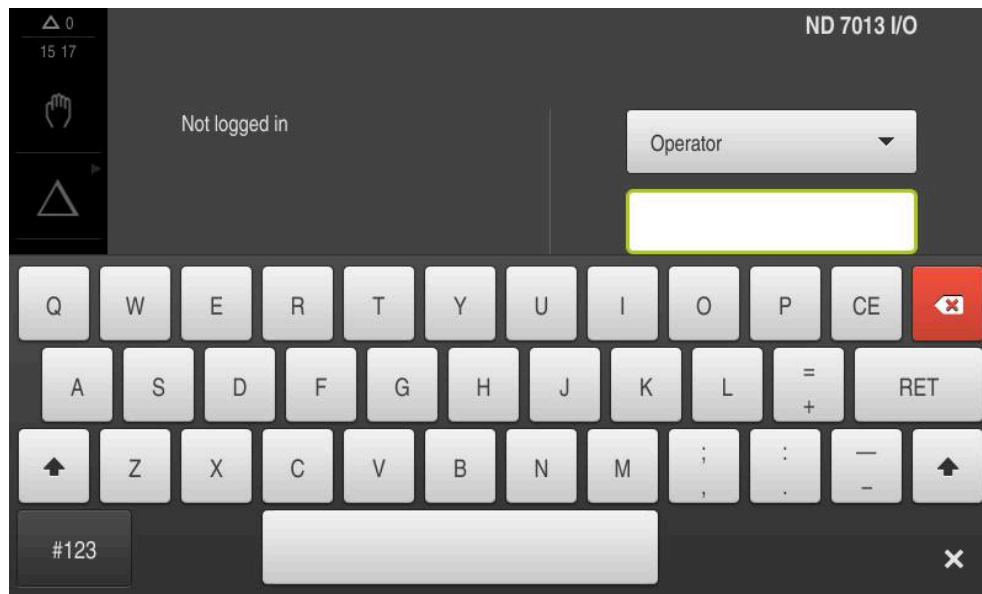 0
ND 7013 I/O
15 17
Not logged in
Operator
Q W E R T Y U I O P CE
A S D F G H J K L = + RET
Z X C V B N M ; , : . — –
#123